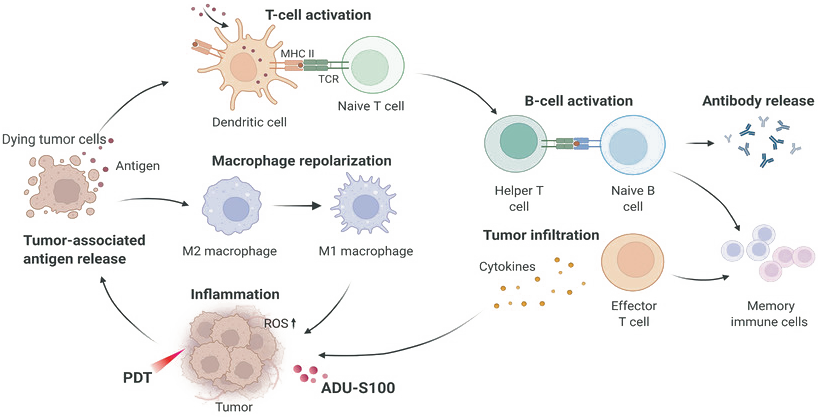 T-cell activation
MHC II
TCR
Dendritic cell
Naive T cell
Dying tumor cells
Antigen
Tumor-associated
antigen release
Macrophage repolarization
M2 macrophage
M1 macrophage
B-cell activation
Helper T
cell
Naive B
cell
Antibody release
Tumor infiltration
Cytokines
Effector
T cell
Memory
immune cells
Inflammation
ROS↑
PDT
ADU-S100
Tumor